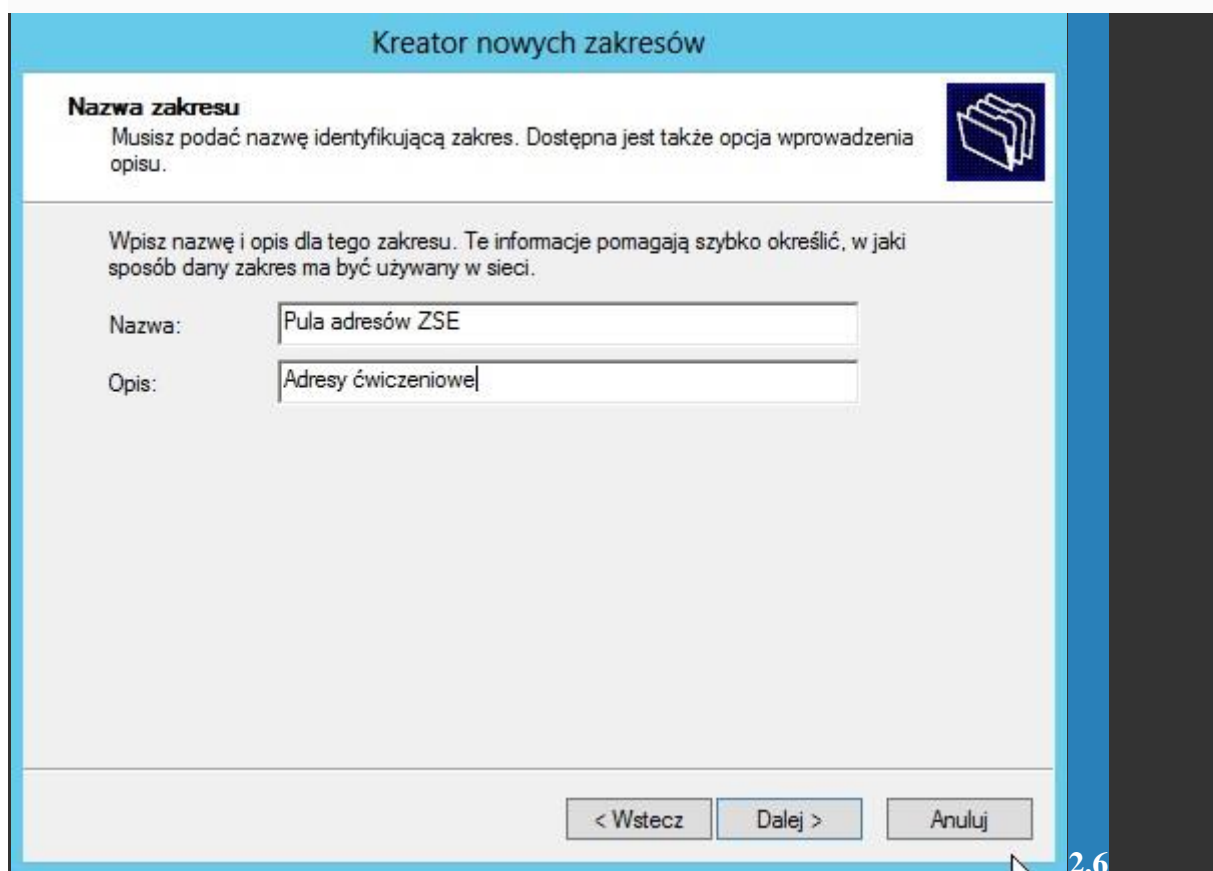 Kreator nowych zakresów
Nazwa zakresu
Musisz podać nazwę identyfikującą zakres. Dostępna jest także opcja wprowadzenia
opisu.
Wpisz nazwę i opis dla tego zakresu. Te informacje pomagają szybko określić, w jaki
sposób dany zakres ma być używany w sieci.
Nazwa: Pula adresów ZSE
Opis: Adresy ćwiczeniowe
< Wstecz Dalej > Anuluj
2.6